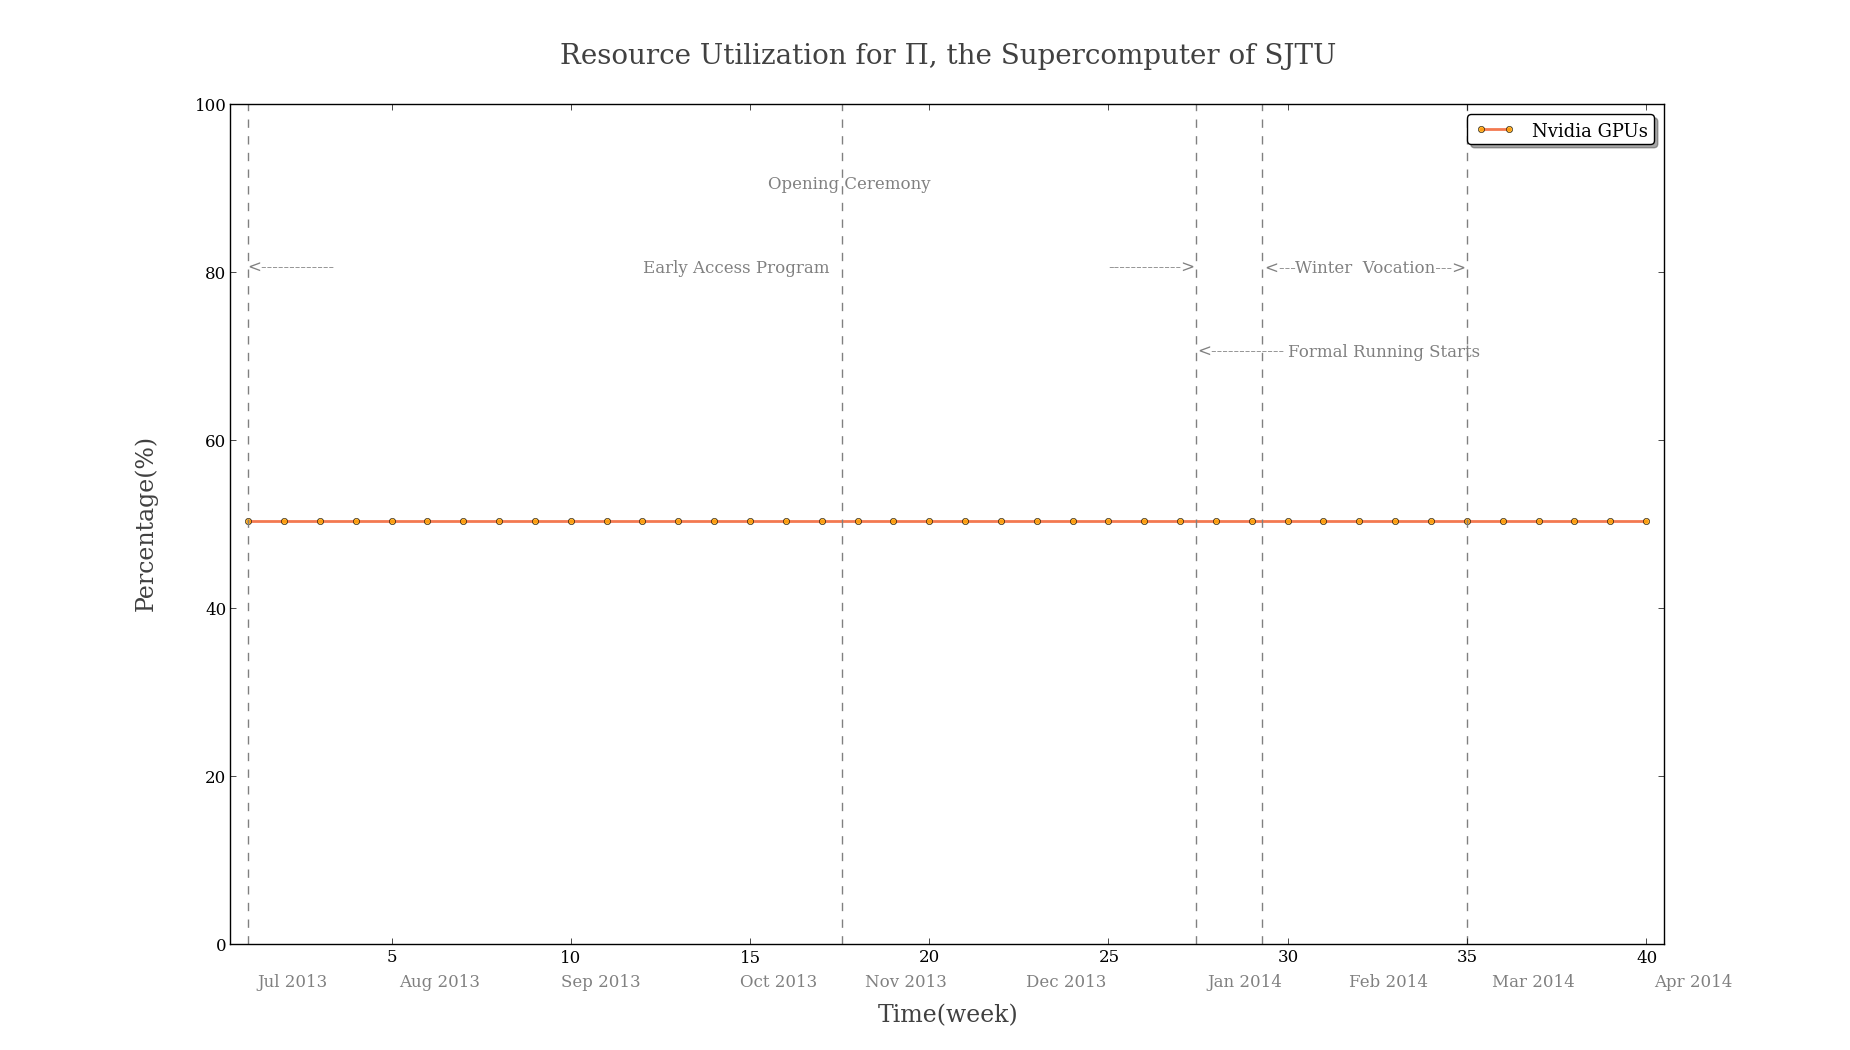 Resource Utilization for Π, the Supercomputer of SJTU
100
Nvidia GPUs
Opening Ceremony
<------------- Early Access Program ------------->
80
<---Winter  Vocation--->
<------------- Formal Running Starts
60
Percentage(%)
40
20
0
5 10 15 20 25 30 35 40
Jul 2013 Aug 2013 Sep 2013 Oct 2013 Nov 2013 Dec 2013 Jan 2014 Feb 2014 Mar 2014 Apr 2014
Time(week)